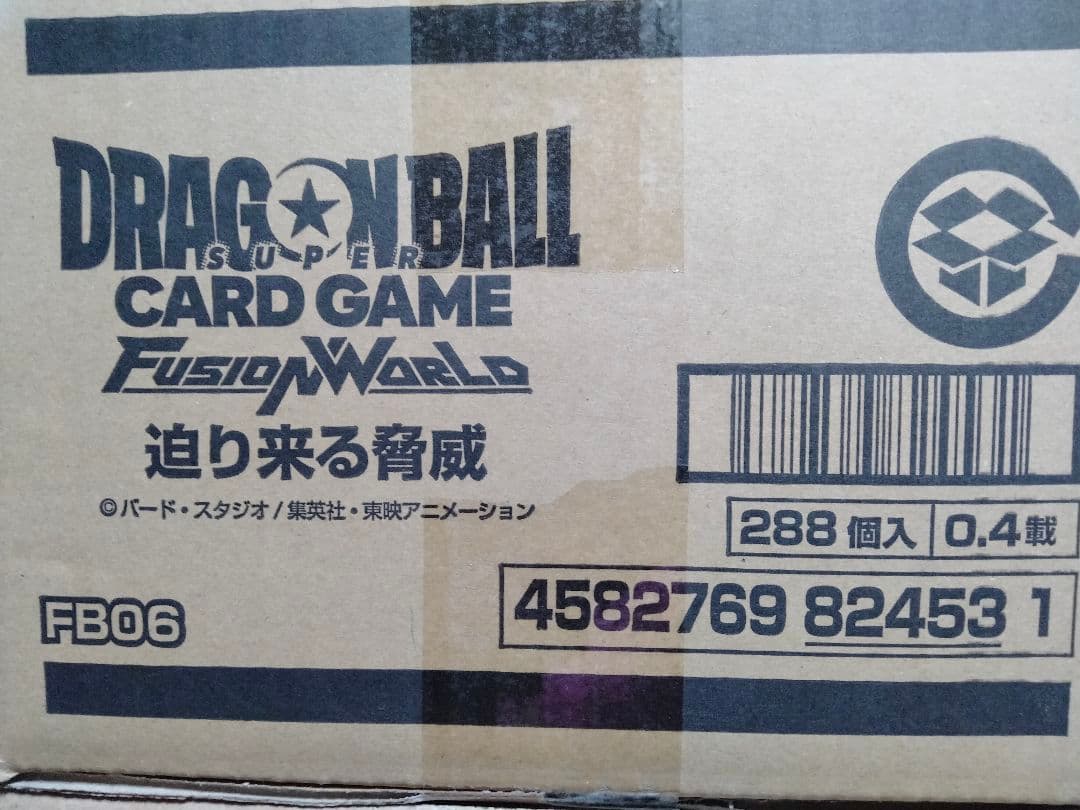 DRAGON BALL
SUPER
CARD GAME
FUSION WORLD
迫り来る脅威
©バード・スタジオ/集英社・東映アニメーション
288 個入 0.4載
4582769 82453 1
FB06